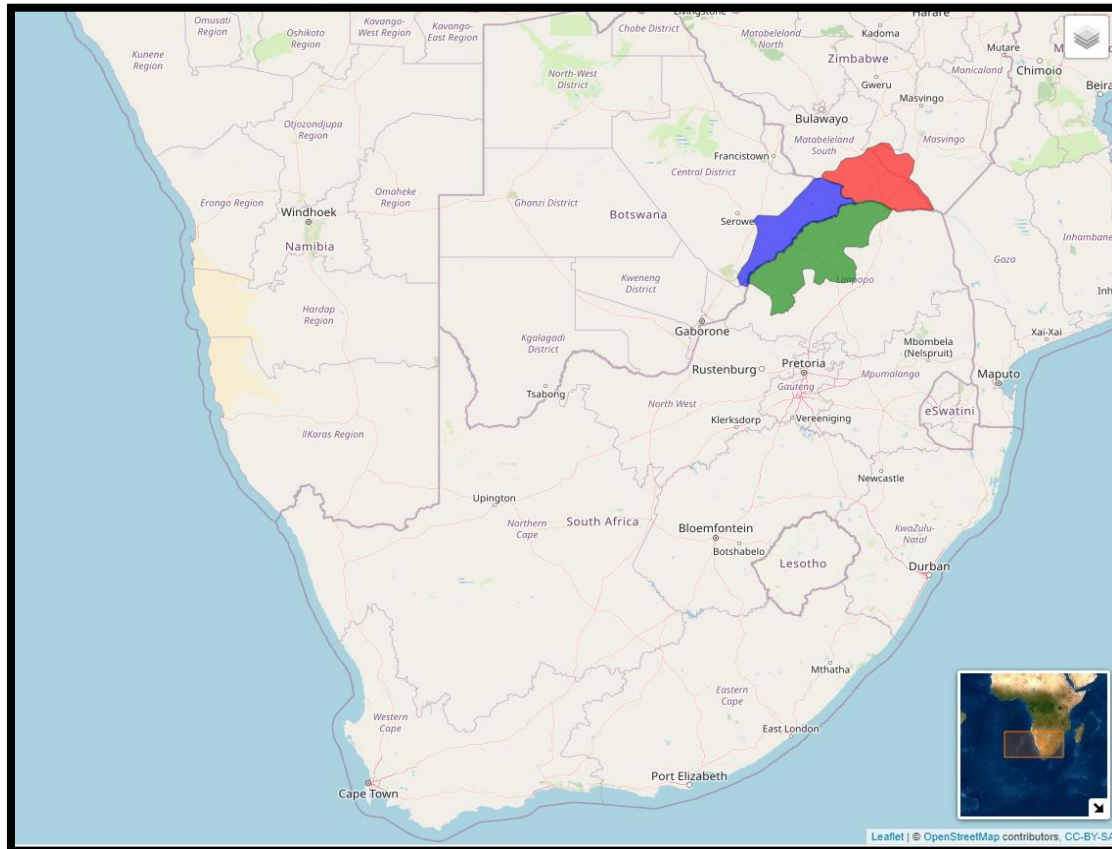 Omusati
Region
Oshikoto
Region
Kavango-
West Region
Kavango-
East Region
Livingstone
Chobe District
Harare
Kunene
Region
North-West
District
Matabeleland
North
Kadoma
Zimbabwe
Mutare
Chimoio
Manicaland
Beira
Gweru
Masvingo
Otjozondjupa
Region
Bulawayo
Matabeleland
South
Masvingo
Francistown
Central District
Omaheke
Region
Erongo Region
Windhoek
Ghanzi District
Botswana
Serowe
Namibia
Inhambane
Gaza
Kweneng
District
Limpopo
Hardap
Region
Gaborone
Kgalagadi
District
Xai-Xai
Mbombela
(Nelspruit)
Rustenburg
Pretoria
Gauteng
Mpumalanga
Maputo
Tsabong
North West
eSwatini
Klerksdorp
Vereeniging
IlKaras Region
Newcastle
Upington
Northern
Cape
South Africa
Bloemfontein
Botshabelo
KwaZulu-
Natal
Lesotho
Durban
Mthatha
Eastern
Cape
Western
Cape
East London
Port Elizabeth
Cape Town
Leaflet | © OpenStreetMap contributors, CC-BY-SA